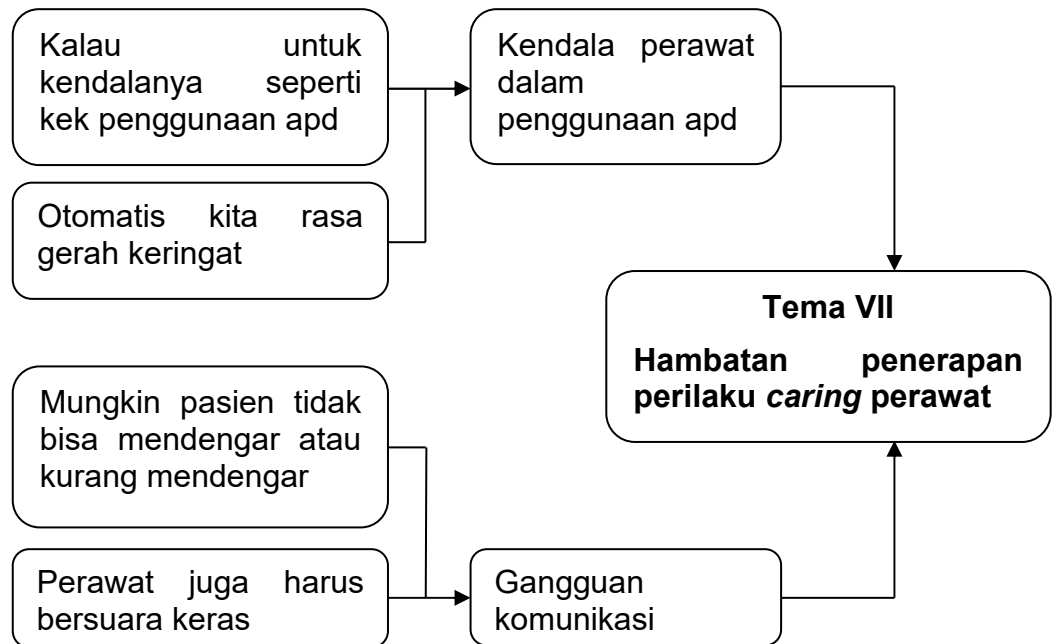 Kalau untuk
kendalanya seperti
kek penggunaan apd
Kendala perawat
dalam
penggunaan apd
Otomatis kita rasa
gerah keringat
Tema VII
Hambatan penerapan
perilaku caring perawat
Mungkin pasien tidak
bisa mendengar atau
kurang mendengar
Perawat juga harus
bersuara keras
Gangguan
komunikasi